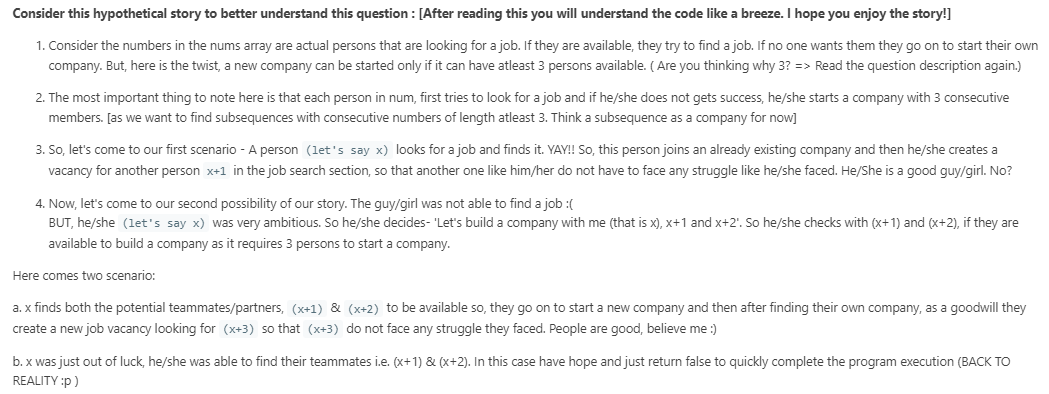 Consider this hypothetical story to better understand this question : [After reading this you will understand the code like a breeze. I hope you enjoy the story!]
1. Consider the numbers in the nums array are actual persons that are looking for a job. If they are available, they try to find a job. If no one wants them they go on to start their own
company. But, here is the twist, a new company can be started only if it can have atleast 3 persons available. ( Are you thinking why 3? => Read the question description again.)
2. The most important thing to note here is that each person in num, first tries to look for a job and if he/she does not gets success, he/she starts a company with 3 consecutive
members. [as we want to find subsequences with consecutive numbers of length atleast 3. Think a subsequence as a company for now]
3. So, let's come to our first scenario - A person (let's say x) looks for a job and finds it. YAY!! So, this person joins an already existing company and then he/she creates a
vacancy for another person x+1 in the job search section, so that another one like him/her do not have to face any struggle like he/she faced. He/She is a good guy/girl. No?
4. Now, let's come to our second possibility of our story. The guy/girl was not able to find a job :(
BUT, he/she (let's say x) was very ambitious. So he/she decides- 'Let's build a company with me (that is x), x+1 and x+2'. So he/she checks with (x+1) and (x+2), if they are
available to build a company as it requires 3 persons to start a company.
Here comes two scenario:
a. x finds both the potential teammates/partners, (x+1) & (x+2) to be available so, they go on to start a new company and then after finding their own company, as a goodwill they
create a new job vacancy looking for (x+3) so that (x+3) do not face any struggle they faced. People are good, believe me :)
b. x was just out of luck, he/she was able to find their teammates i.e. (x+1) & (x+2). In this case have hope and just return false to quickly complete the program execution (BACK TO
REALITY :p )